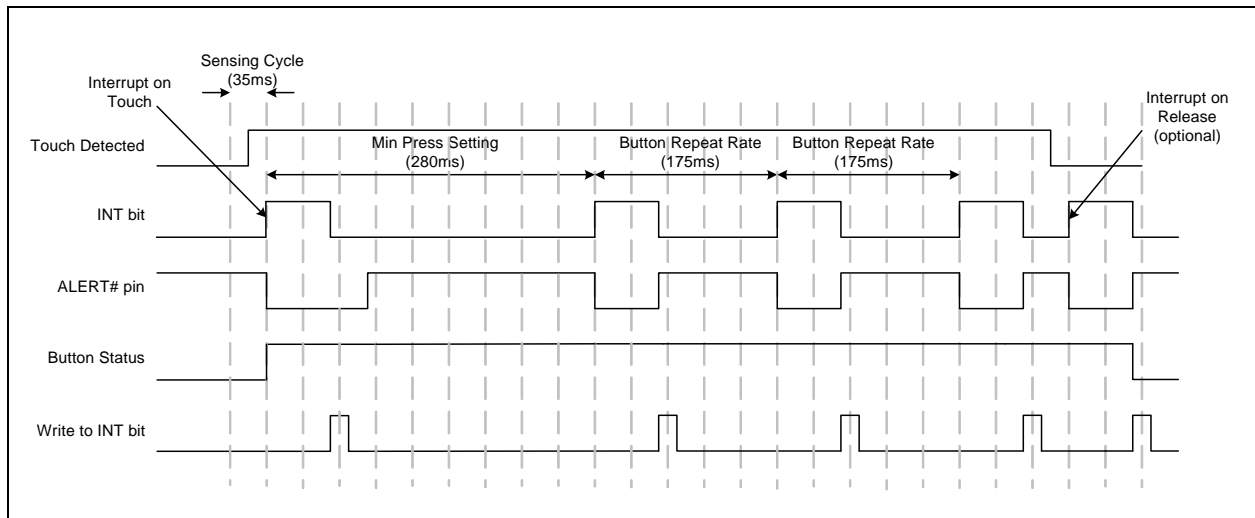 Sensing Cycle
(35ms)
Interrupt on
Touch
Interrupt on
Release
(optional)
Touch Detected
Min Press Setting
(280ms)
Button Repeat Rate
(175ms)
Button Repeat Rate
(175ms)
INT bit
ALERT# pin
Button Status
Write to INT bit